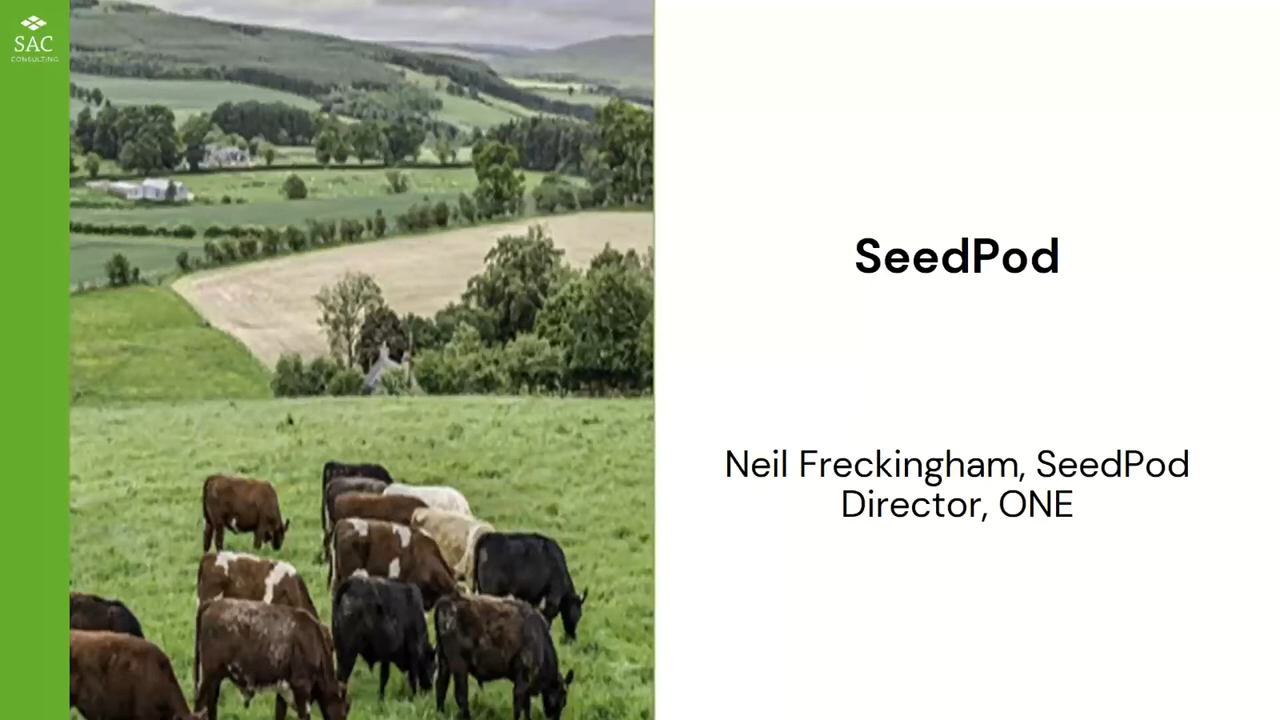 SAC
CONSULTING
SeedPod
Neil Freckingham, SeedPod
Director, ONE